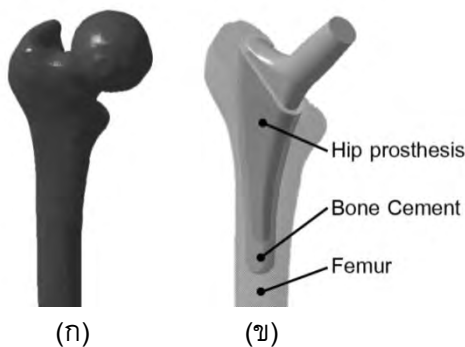 Hip prosthesis
Bone Cement
Femur
(ก)
(ข)